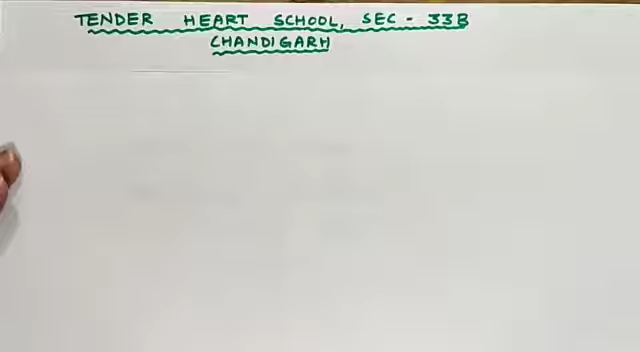 TENDER HEART SCHOOL, SEC - 33B
CHANDIGARH